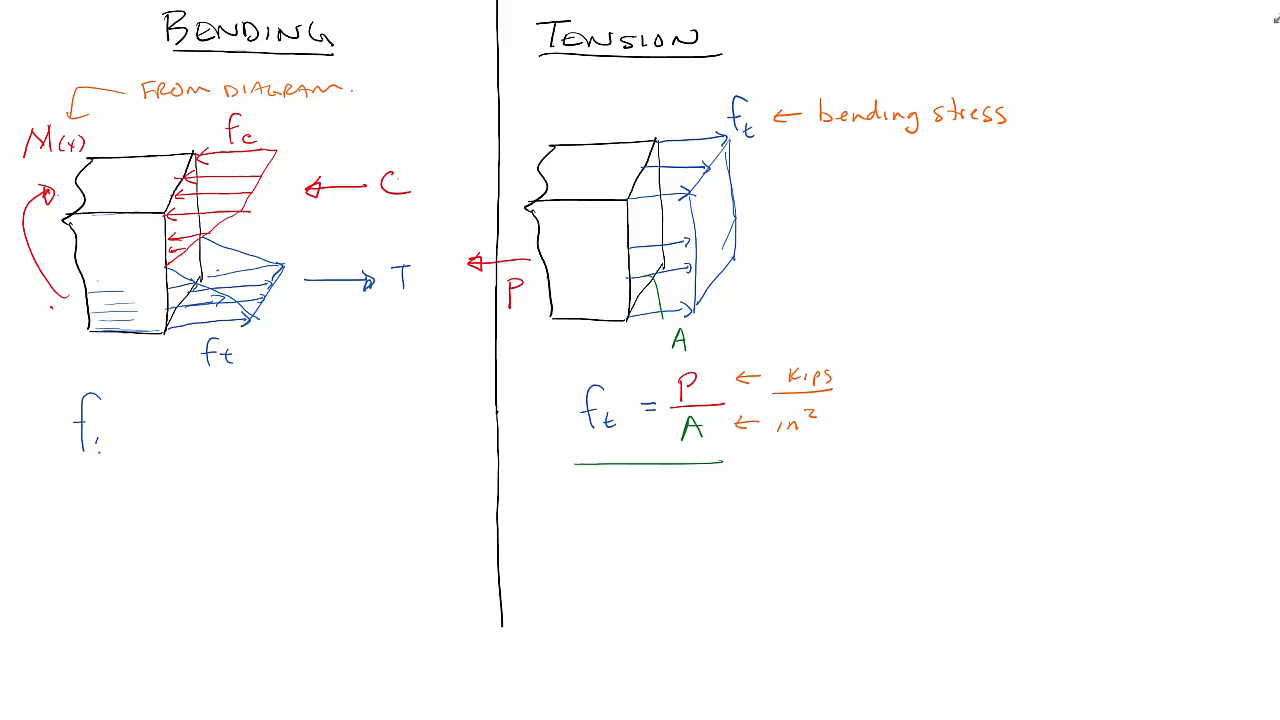 BENDING
FROM DIAGRAM.
M(x)
fc
C
T
ft
f
TENSION
ft ← bending stress
P
A
ft = P/A ← kips
← in²